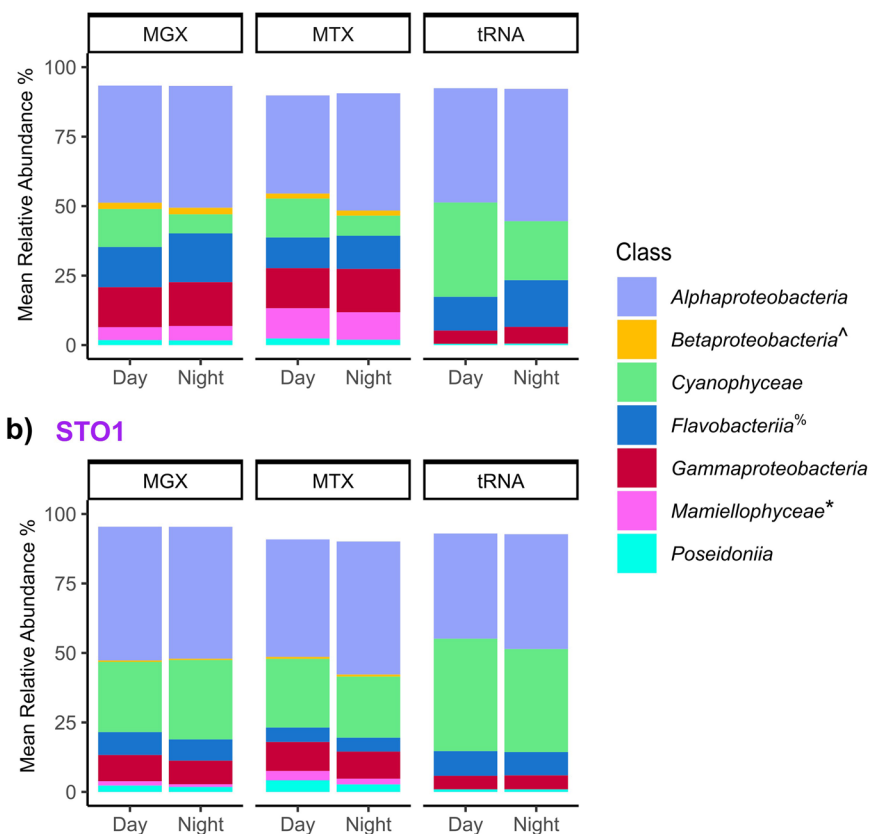 MGX MTX tRNA
Mean Relative Abundance %
100
75
50
25
0
Day Night Day Night Day Night
b) STO1
MGX MTX tRNA
Mean Relative Abundance %
100
75
50
25
0
Day Night Day Night Day Night
Class
Alphaproteobacteria
Betaproteobacteria^
Cyanophyceae
Flavobacteriia%
Gammaproteobacteria
Mamiellophyceae*
Poseidoniia